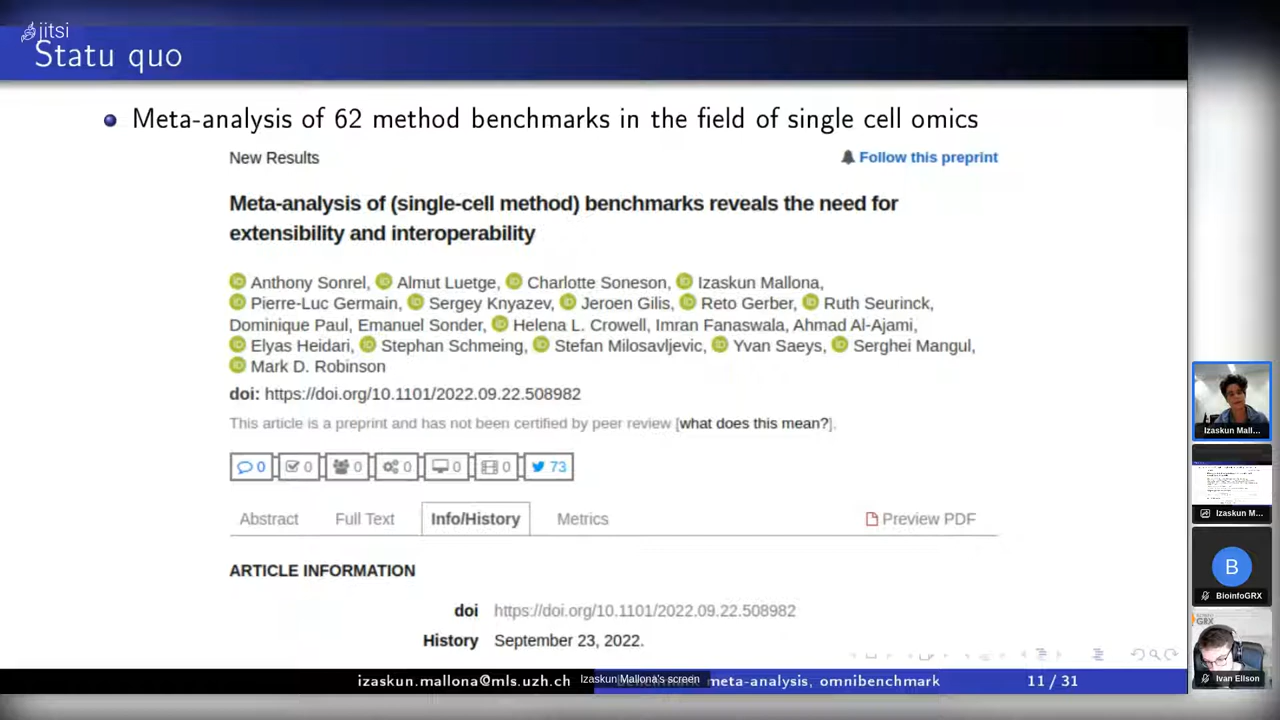 jitsi
Statu quo
Meta-analysis of 62 method benchmarks in the field of single cell omics
New Results
Follow this preprint
Meta-analysis of (single-cell method) benchmarks reveals the need for
extensibility and interoperability
Anthony Sonrel, Almut Luetge, Charlotte Soneson, Izaskun Mallona,
Pierre-Luc Germain, Sergey Knyazev, Jeroen Gilis, Reto Gerber, Ruth Seurinck,
Dominique Paul, Emanuel Sonder, Helena L. Crowell, Imran Fanaswala, Ahmad Al-Ajami,
Elyas Heidari, Stephan Schmeing, Stefan Milosavljevic, Yvan Saeys, Serghei Mangul,
Mark D. Robinson
doi: https://doi.org/10.1101/2022.09.22.508982
This article is a preprint and has not been certified by peer review [what does this mean?].
0 0 0 0 0 0 73
Abstract Full Text Info/History Metrics Preview PDF
ARTICLE INFORMATION
doi https://doi.org/10.1101/2022.09.22.508982
History September 23, 2022.
izaskun.mallona@mls.uzh.ch
Izaskun Mallona's screen
meta-analysis, omnibenchmark
11 / 31
Izaskun Mall...
Izaskun M...
B
BioinfoGRX
GRX
Ivan Ellson